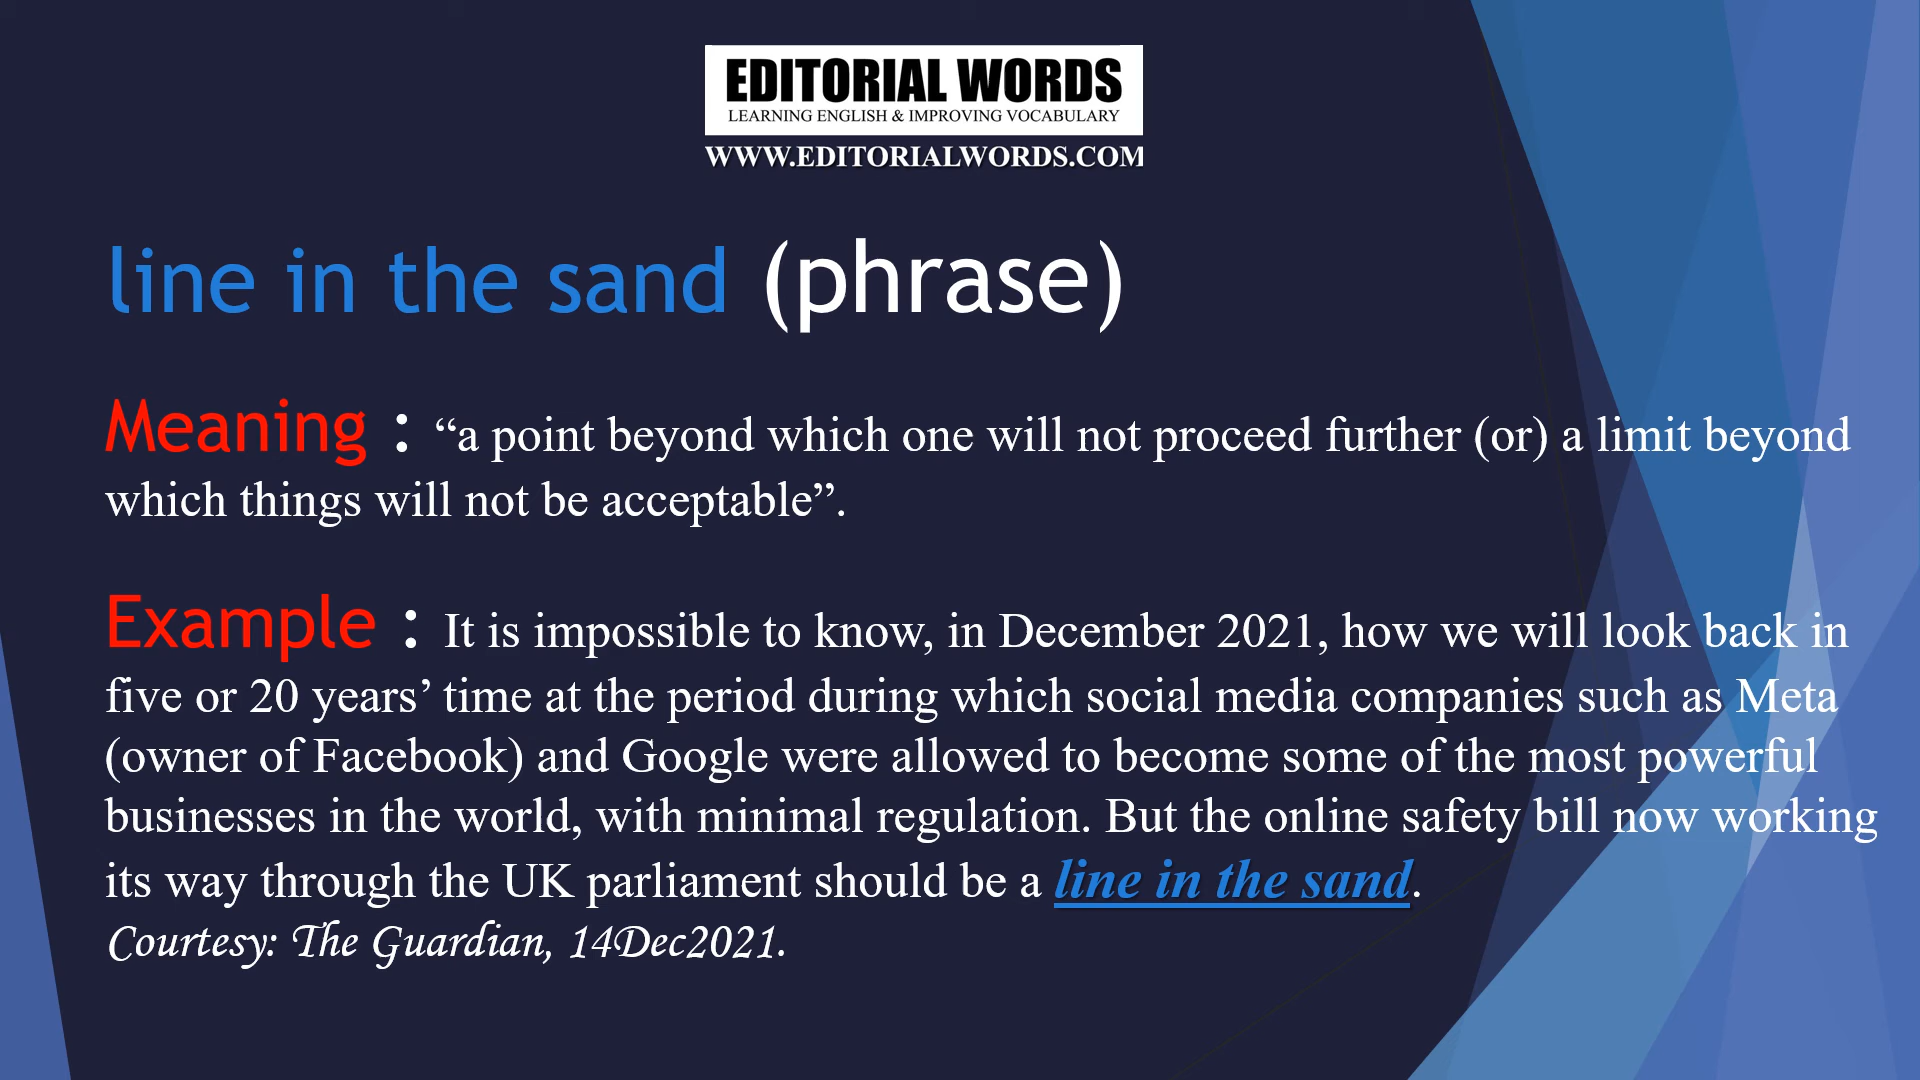 EDITORIAL WORDS
LEARNING ENGLISH & IMPROVING VOCABULARY
WWW.EDITORIALWORDS.COM
line in the sand (phrase)
Meaning : “a point beyond which one will not proceed further (or) a limit beyond
which things will not be acceptable”.
Example : It is impossible to know, in December 2021, how we will look back in
five or 20 years’ time at the period during which social media companies such as Meta
(owner of Facebook) and Google were allowed to become some of the most powerful
businesses in the world, with minimal regulation. But the online safety bill now working
its way through the UK parliament should be a line in the sand.
Courtesy: The Guardian, 14Dec2021.